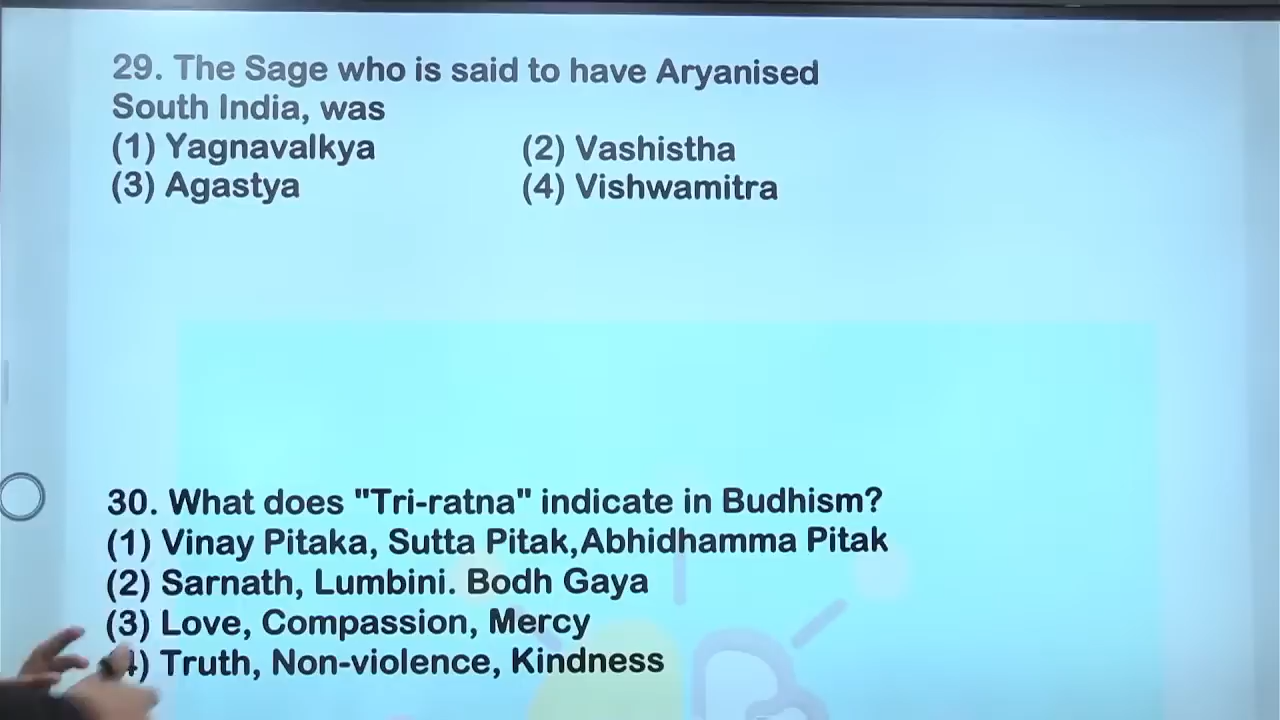 29. The Sage who is said to have Aryanised
South India, was
(1) Yagnavalkya (2) Vashistha
(3) Agastya (4) Vishwamitra
30. What does "Tri-ratna" indicate in Budhism?
(1) Vinay Pitaka, Sutta Pitak,Abhidhamma Pitak
(2) Sarnath, Lumbini. Bodh Gaya
(3) Love, Compassion, Mercy
(4) Truth, Non-violence, Kindness